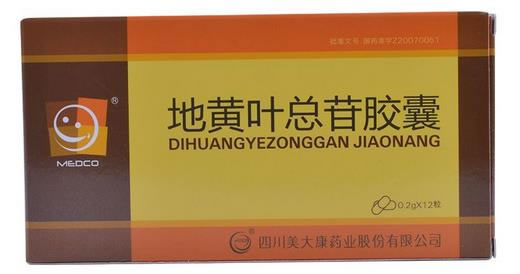 批准文号 国药准字Z20070051
MEDCO
地黄叶总苷胶囊
DIHUANGYEZONGGAN JIAONANG
0.2gX12粒
四川美大康药业股份有限公司